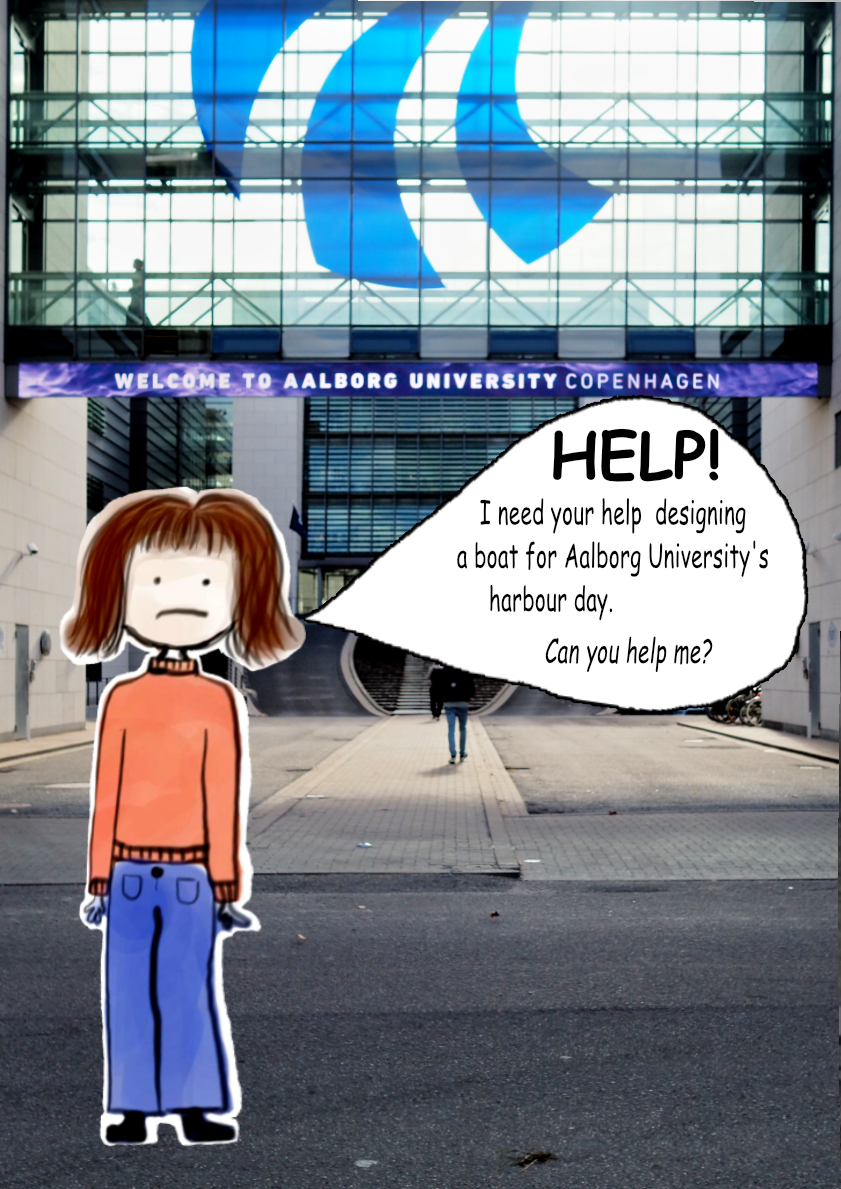 WELCOME TO AALBORG UNIVERSITY COPENHAGEN
HELP!
I need your help designing
a boat for Aalborg University's
harbour day.
Can you help me?